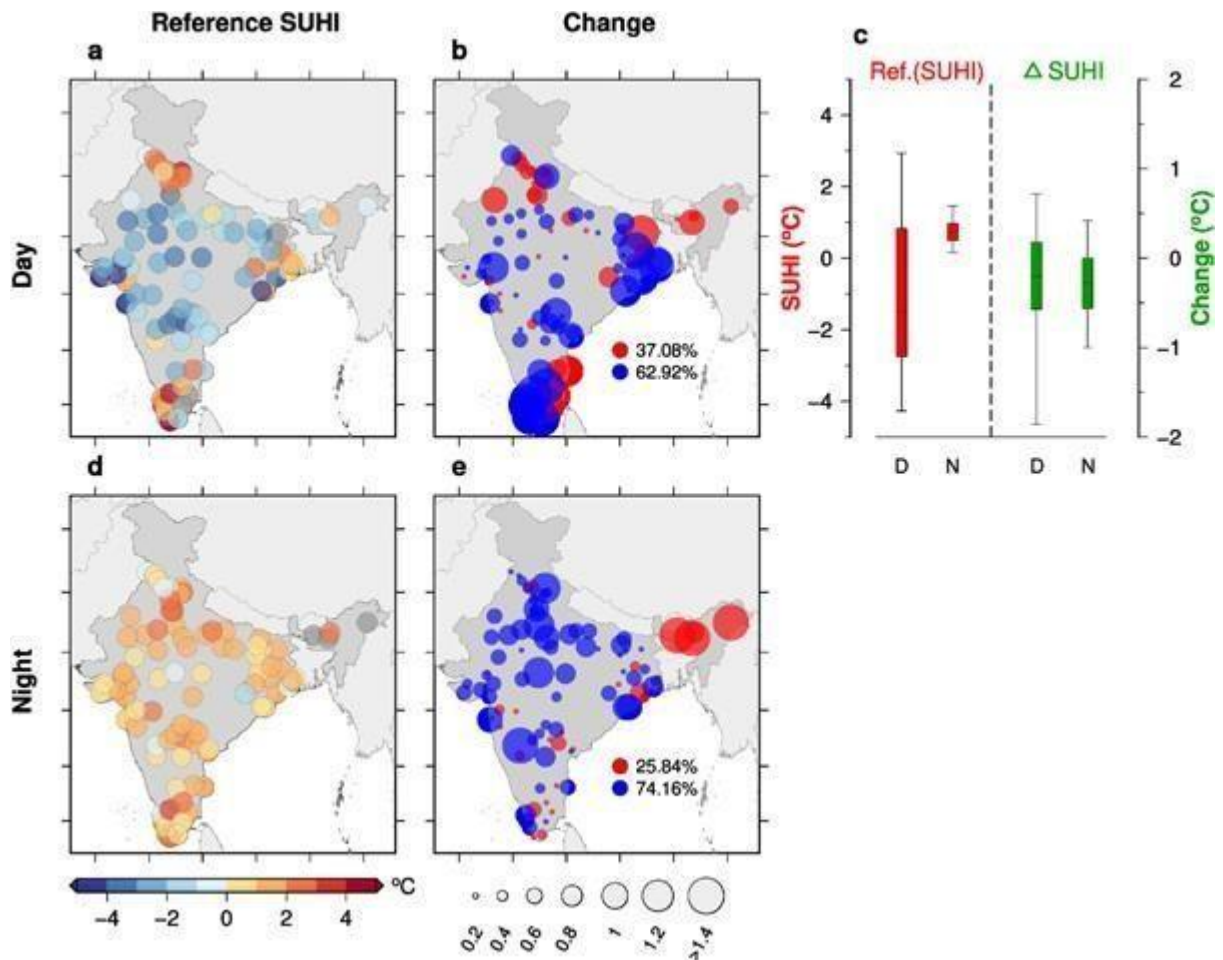 Reference SUHI
Change
a
b
c
Ref.(SUHI)
△ SUHI
Day
37.08%
62.92%
4
2
0
−2
−4
SUHI (ºC)
2
1
0
−1
−2
Change (ºC)
D
N
D
N
d
e
Night
25.84%
74.16%
−4
−2
0
2
4
ºC
0.2
0.4
0.6
0.8
1
1.2